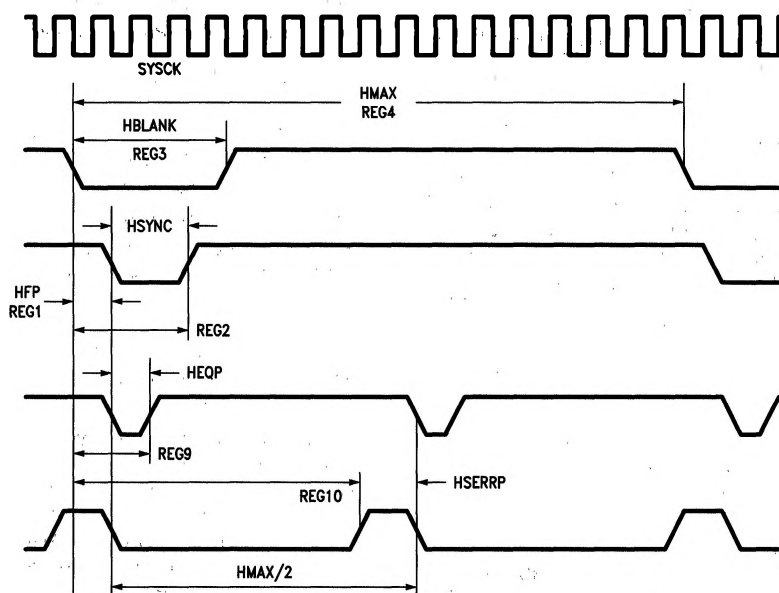 SYSCK
HMAX
REG4
HBLANK
REG3
HSYNC
HFP
REG1
REG2
HEQP
REG9
REG10
HSERRP
HMAX/2